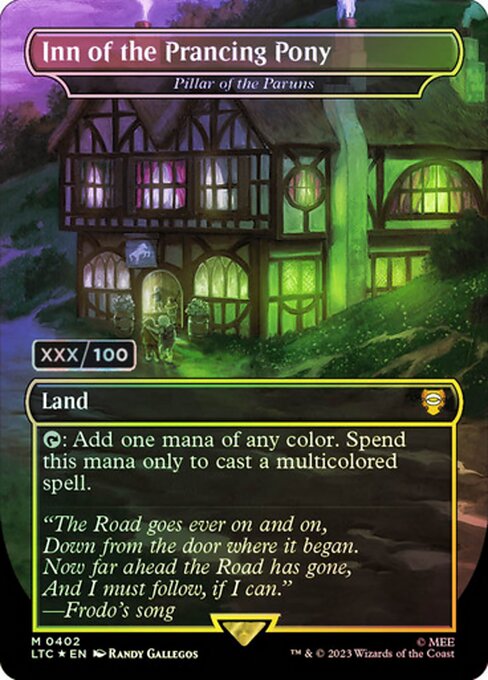 Inn of the Prancing Pony
Pillar of the Paruns
XXX/100
Land
: Add one mana of any color. Spend
this mana only to cast a multicolored
spell.
“The Road goes ever on and on,
Down from the door where it began.
Now far ahead the Road has gone,
And I must follow, if I can.”
—Frodo’s song
M 0402
LTC ★ EN Randy Gallegos
© MEE
™ & © 2023 Wizards of the Coast